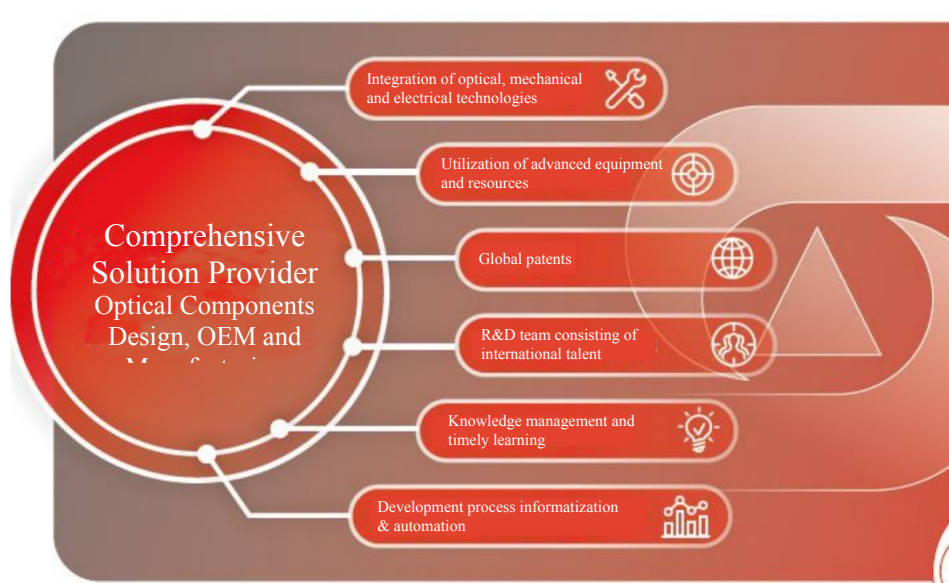 Integration of optical, mechanical
and electrical technologies
Utilization of advanced equipment
and resources
Comprehensive
Solution Provider
Optical Components
Design, OEM and
Global patents
R&D team consisting of
international talent
Knowledge management and
timely learning
Development process informatization
& automation